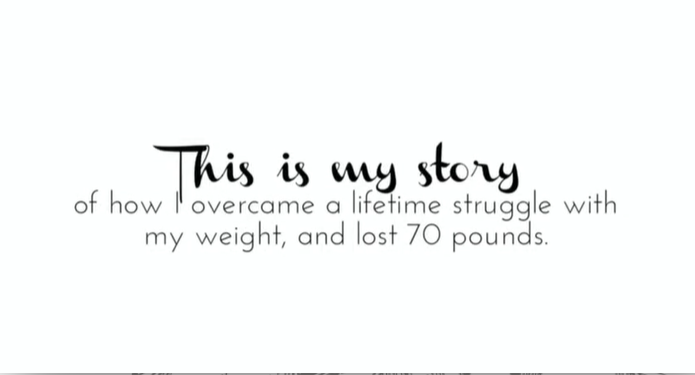 This is my story
of how I overcame a lifetime struggle with
my weight, and lost 70 pounds.